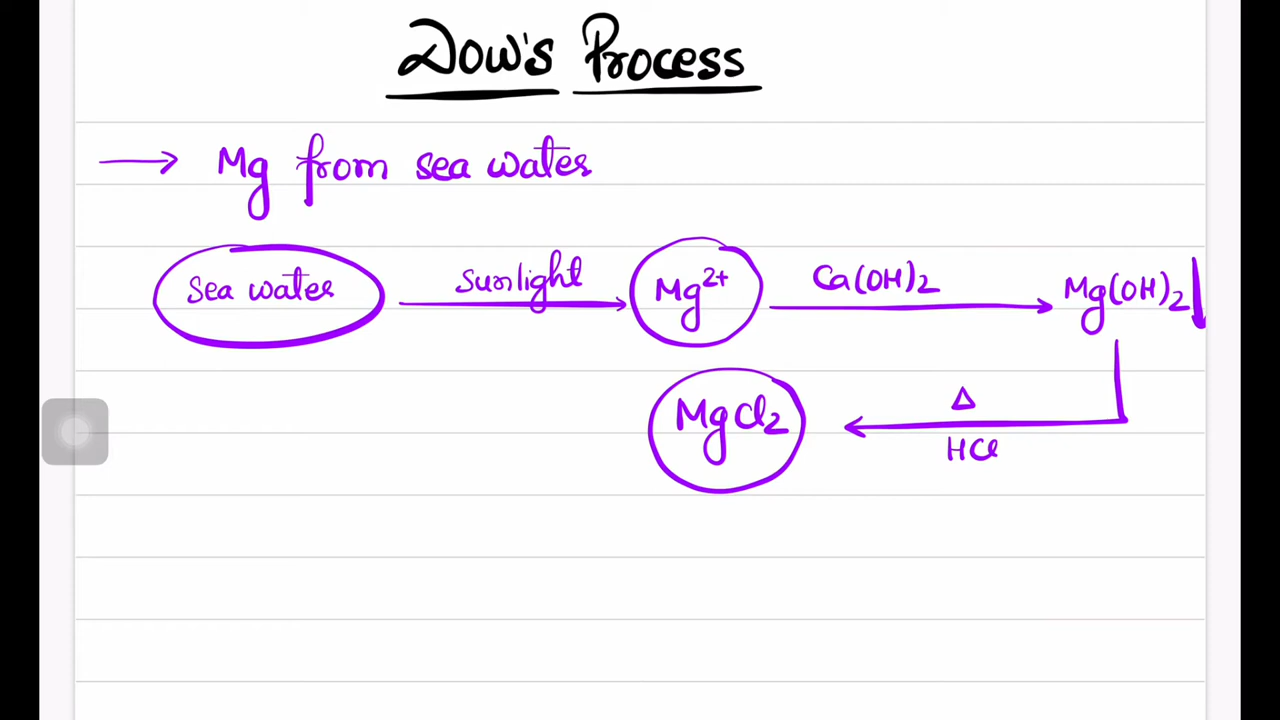 Dow's Process
→ Mg from sea water
Sea water Sunlight → Mg²⁺ Ca(OH)₂ → Mg(OH)₂↓
MgCl₂ ← Δ HCl